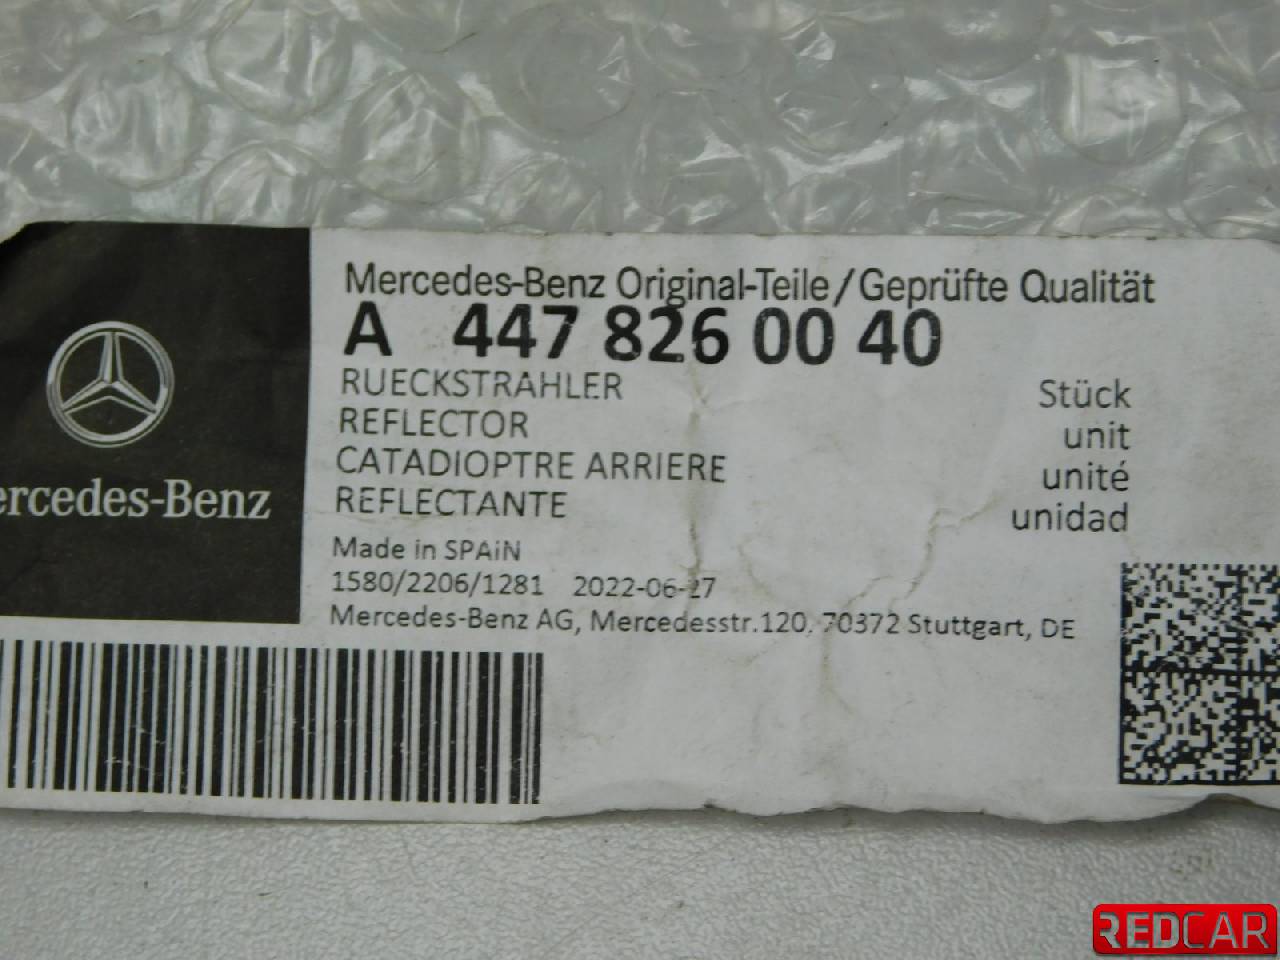 Mercedes-Benz Original-Teile/Geprüfte Qualität
A 447 826 00 40
RUECKSTRAHLER Stück
REFLECTOR unit
CATADIOPTRE ARRIERE unité
REFLECTANTE unidad
Made in SPAiN
1580/2206/1281 2022-06-27
Mercedes-Benz AG, Mercedesstr.120, 70372 Stuttgart, DE
ercedes-Benz
REDCAR